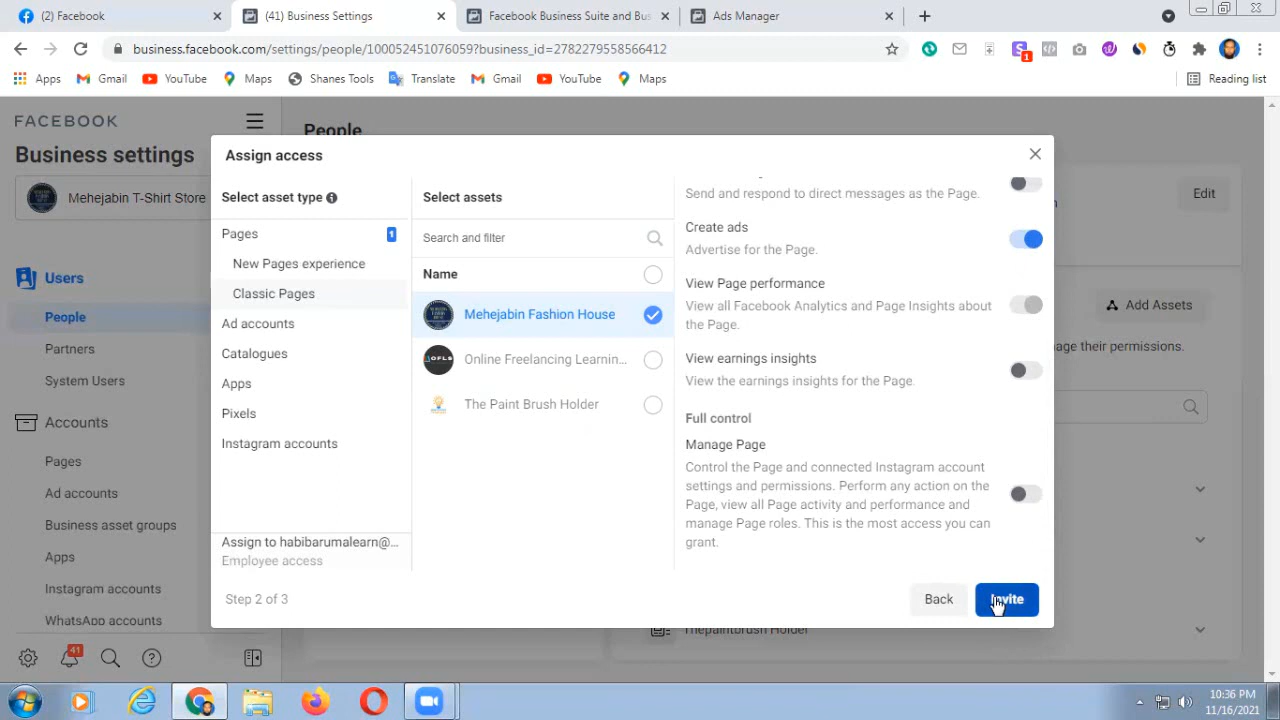 (2) Facebook
(41) Business Settings
Facebook Business Suite and Bus
Ads Manager
business.facebook.com/settings/people/100052451076059?business_id=2782279558566412
1
Apps
Gmail
YouTube
Maps
Shanes Tools
Translate
Gmail
YouTube
Maps
Reading list
FACEBOOK
Business settings
Mehejabin T-Shirt Store
Users
People
Partners
System Users
Accounts
Pages
Ad accounts
Business asset groups
Apps
Instagram accounts
WhatsApp accounts
41
People
Edit
Add Assets
age their permissions.
Thepaintbrush Holder
Assign access
Select asset type
Pages
1
New Pages experience
Classic Pages
Ad accounts
Catalogues
Apps
Pixels
Instagram accounts
Assign to habibarumalearn@...
Employee access
Step 2 of 3
Select assets
Search and filter
Name
Mehejabin Fashion House
Online Freelancing Learnin...
The Paint Brush Holder
Send and respond to direct messages as the Page.
Create ads
Advertise for the Page.
View Page performance
View all Facebook Analytics and Page Insights about
the Page.
View earnings insights
View the earnings insights for the Page.
Full control
Manage Page
Control the Page and connected Instagram account
settings and permissions. Perform any action on the
Page, view all Page activity and performance and
manage Page roles. This is the most access you can
grant.
Back
Invite
10:36 PM
11/16/2021